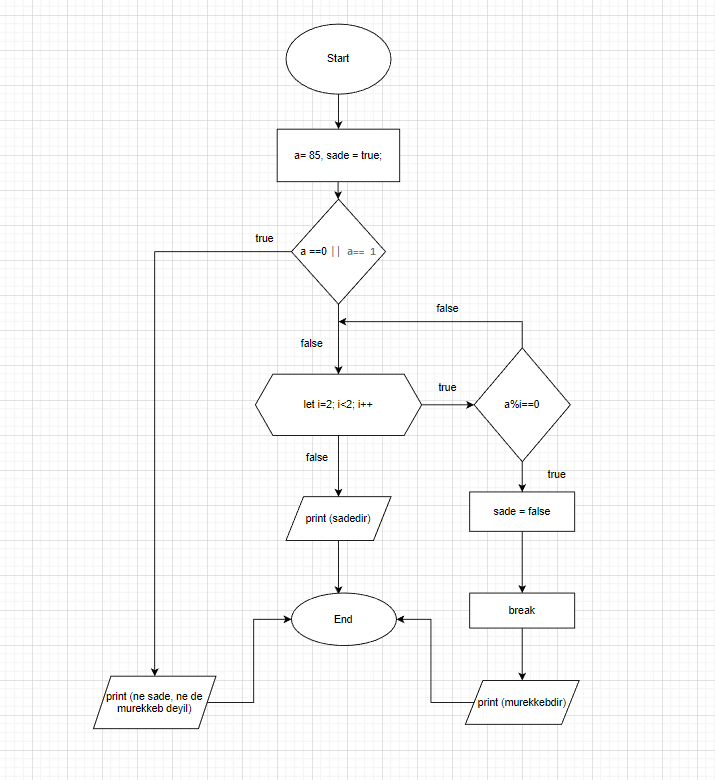 Start
a= 85, sade = true;
true
a ==0 || a== 1
false
false
let i=2; i<2; i++
true
a%i==0
false
true
print (sadedir)
sade = false
End
break
print (ne sade, ne de
murekkeb deyil)
print (murekkebdir)